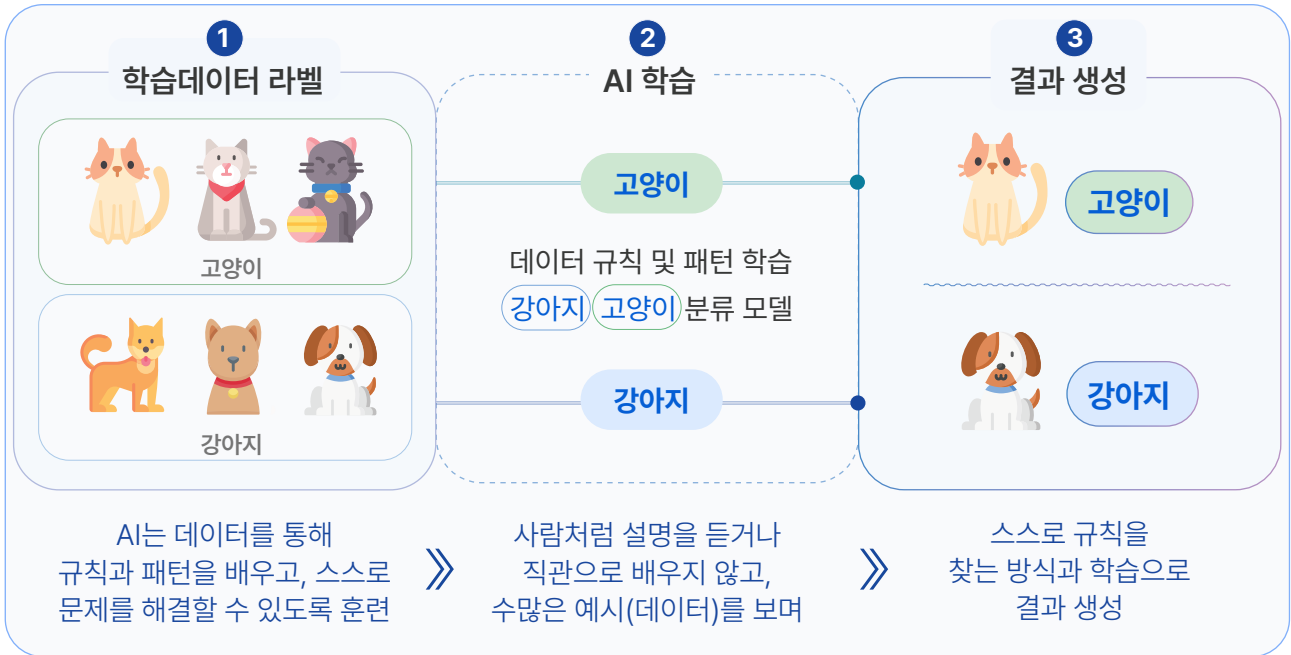 1
학습데이터 라벨
고양이
강아지
2
AI 학습
고양이
데이터 규칙 및 패턴 학습
강아지 고양이 분류 모델
강아지
3
결과 생성
고양이
강아지
AI는 데이터를 통해
규칙과 패턴을 배우고, 스스로
문제를 해결할 수 있도록 훈련
사람처럼 설명을 듣거나
직관으로 배우지 않고,
수많은 예시(데이터)를 보며
스스로 규칙을
찾는 방식과 학습으로
결과 생성